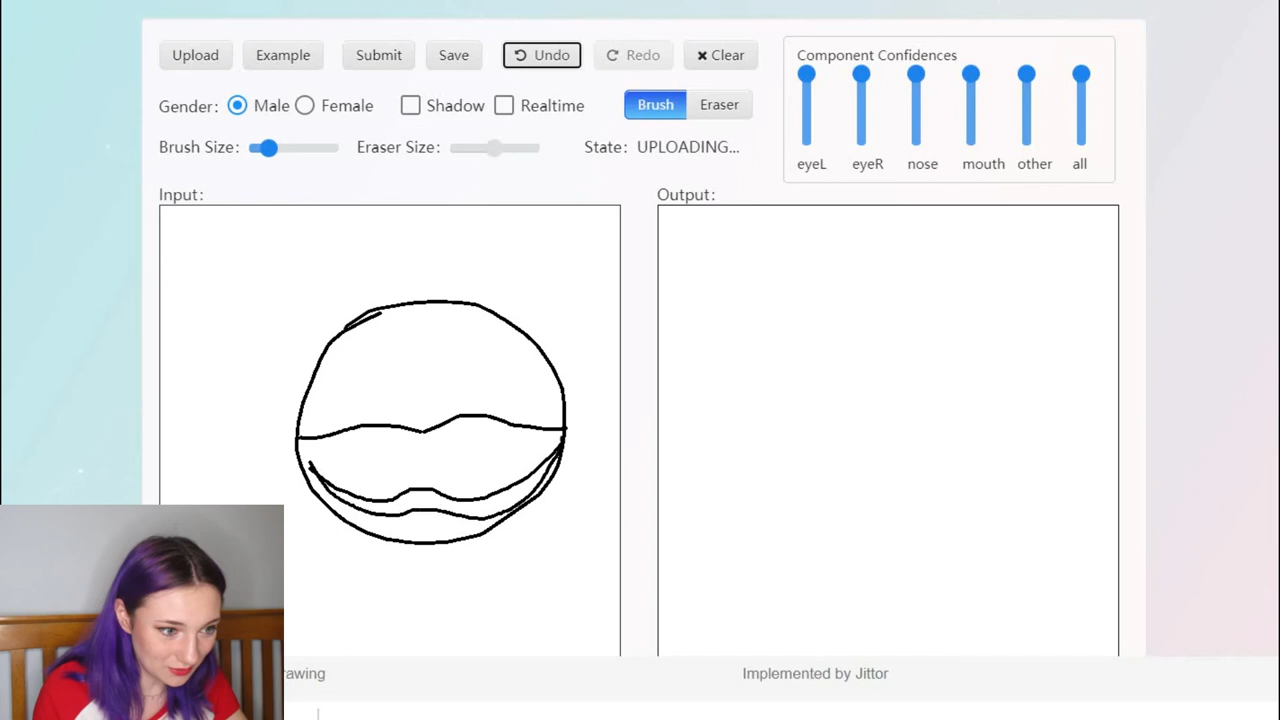 Upload Example Submit Save Undo Redo Clear
Component Confidences
Gender: Male Female Shadow Realtime Brush Eraser
Brush Size: Eraser Size: State: UPLOADING...
eyeL eyeR nose mouth other all
Input: Output:
rawing Implemented by Jittor